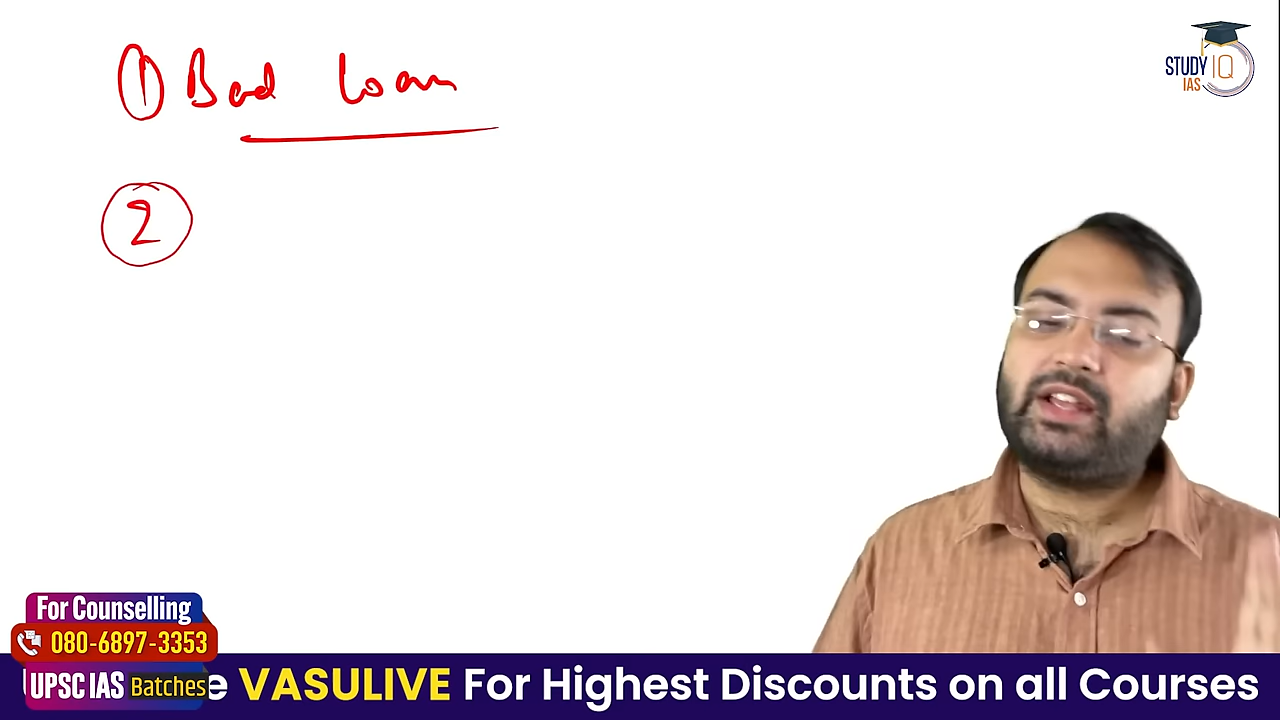 ① Bad loan
②
STUDY IQ
IAS
For Counselling
080-6897-3353
UPSC IAS Batches
e VASULIVE For Highest Discounts on all Courses